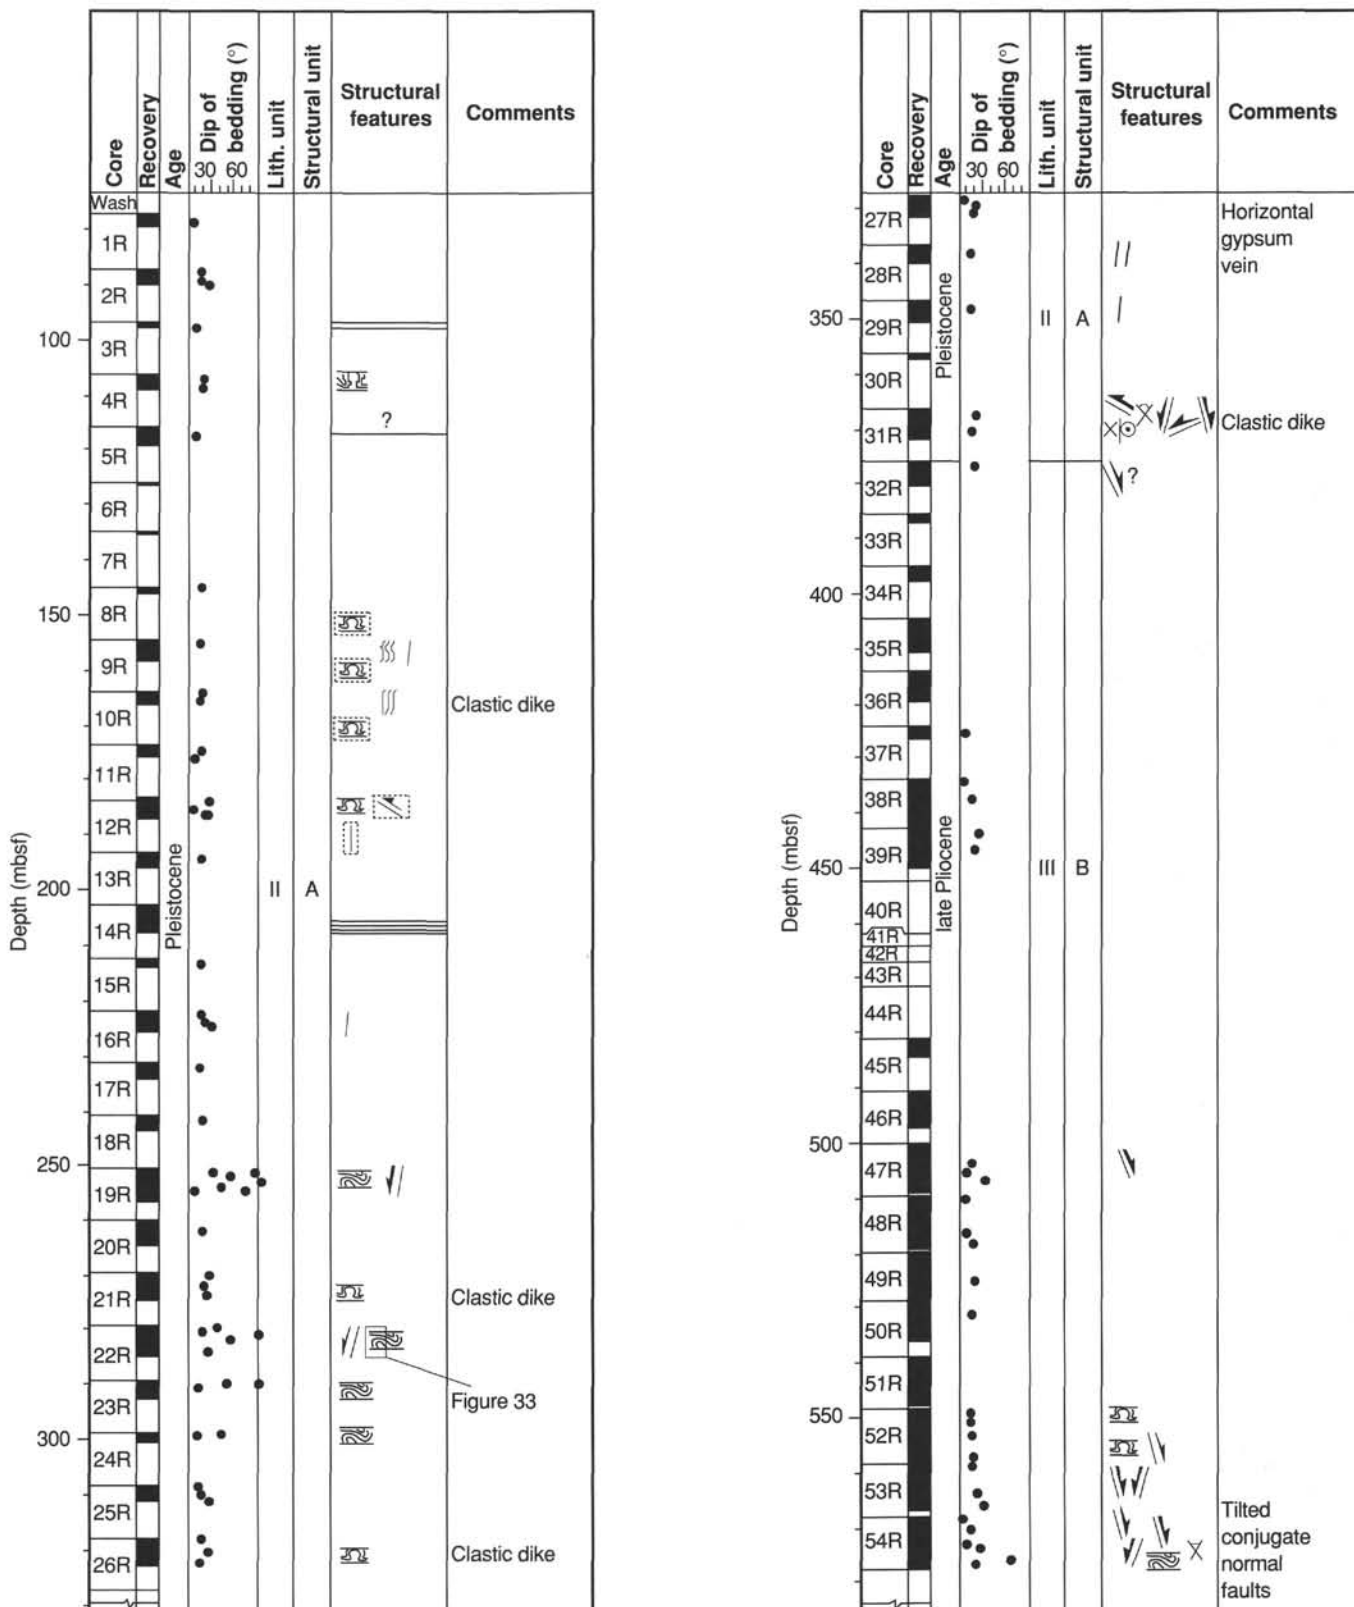 Core
Recovery
Age
Dip of
bedding (°)
30 60
Lith. unit
Structural unit
Structural
features
Comments
Wash
1R
2R
100
3R
4R
?
5R
6R
7R
150
8R
9R
10R
Clastic dike
11R
12R
Depth (mbsf)
Pleistocene
13R
200
II
A
14R
15R
16R
17R
18R
250
19R
20R
21R
Clastic dike
22R
Figure 33
23R
300
24R
25R
26R
Clastic dike
Core
Recovery
Age
Dip of
bedding (°)
30 60
Lith. unit
Structural unit
Structural
features
Comments
27R
Horizontal
gypsum
vein
28R
350
29R
Pleistocene
II
A
30R
31R
Clastic dike
32R
?
33R
400
34R
35R
36R
37R
38R
39R
Depth (mbsf)
450
late Pliocene
III
B
40R
41R
42R
43R
44R
45R
46R
500
47R
48R
49R
50R
51R
550
52R
53R
54R
Tilted
conjugate
normal
faults